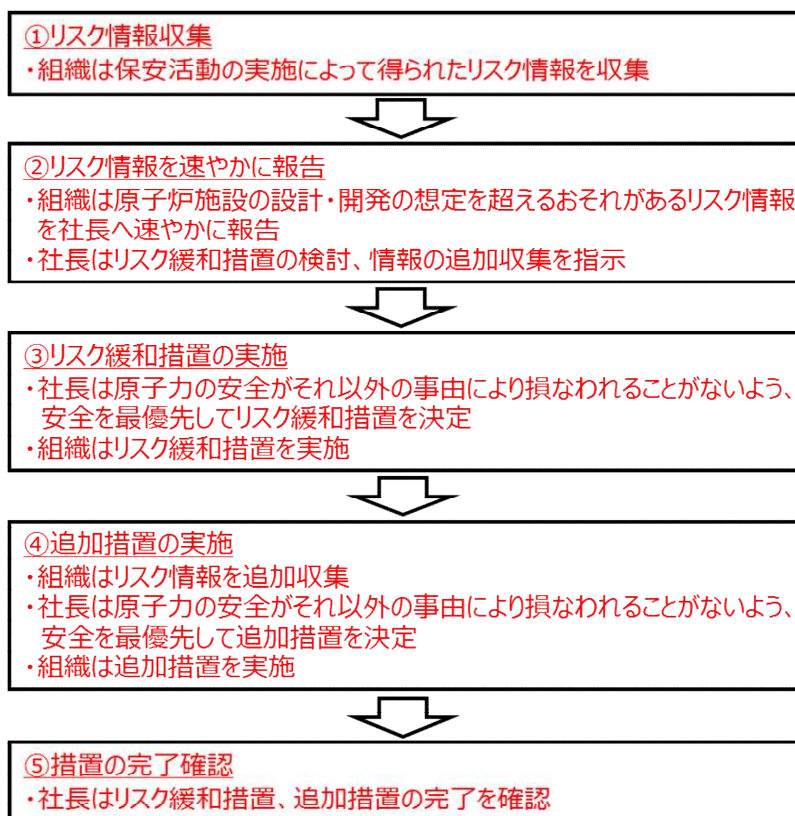 ①リスク情報収集
・組織は保安活動の実施によって得られたリスク情報を収集
②リスク情報を速やかに報告
・組織は原子炉施設の設計・開発の想定を超えるおそれがあるリスク情報
を社長へ速やかに報告
・社長はリスク緩和措置の検討、情報の追加収集を指示
③リスク緩和措置の実施
・社長は原子力の安全がそれ以外の事由により損なわれることがないよう、
安全を最優先してリスク緩和措置を決定
・組織はリスク緩和措置を実施
④追加措置の実施
・組織はリスク情報を追加収集
・社長は原子力の安全がそれ以外の事由により損なわれることがないよう、
安全を最優先して追加措置を決定
・組織は追加措置を実施
⑤措置の完了確認
・社長はリスク緩和措置、追加措置の完了を確認